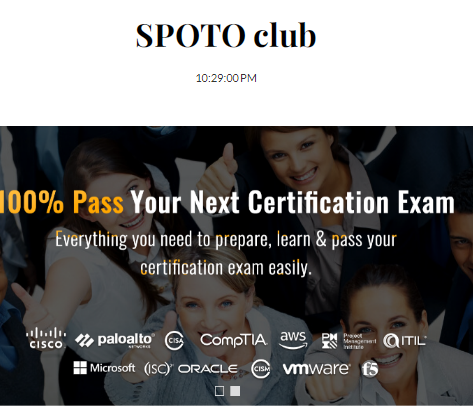 SPOTO club
10:29:00 PM
100% Pass Your Next Certification Exam
Everything you need to prepare, learn & pass your
certification exam easily.
CISCO paloalto NETWORKS CISA CompTIA aws PM Project Management Institute ITIL
Microsoft (ISC)² ORACLE CISM vmware f5